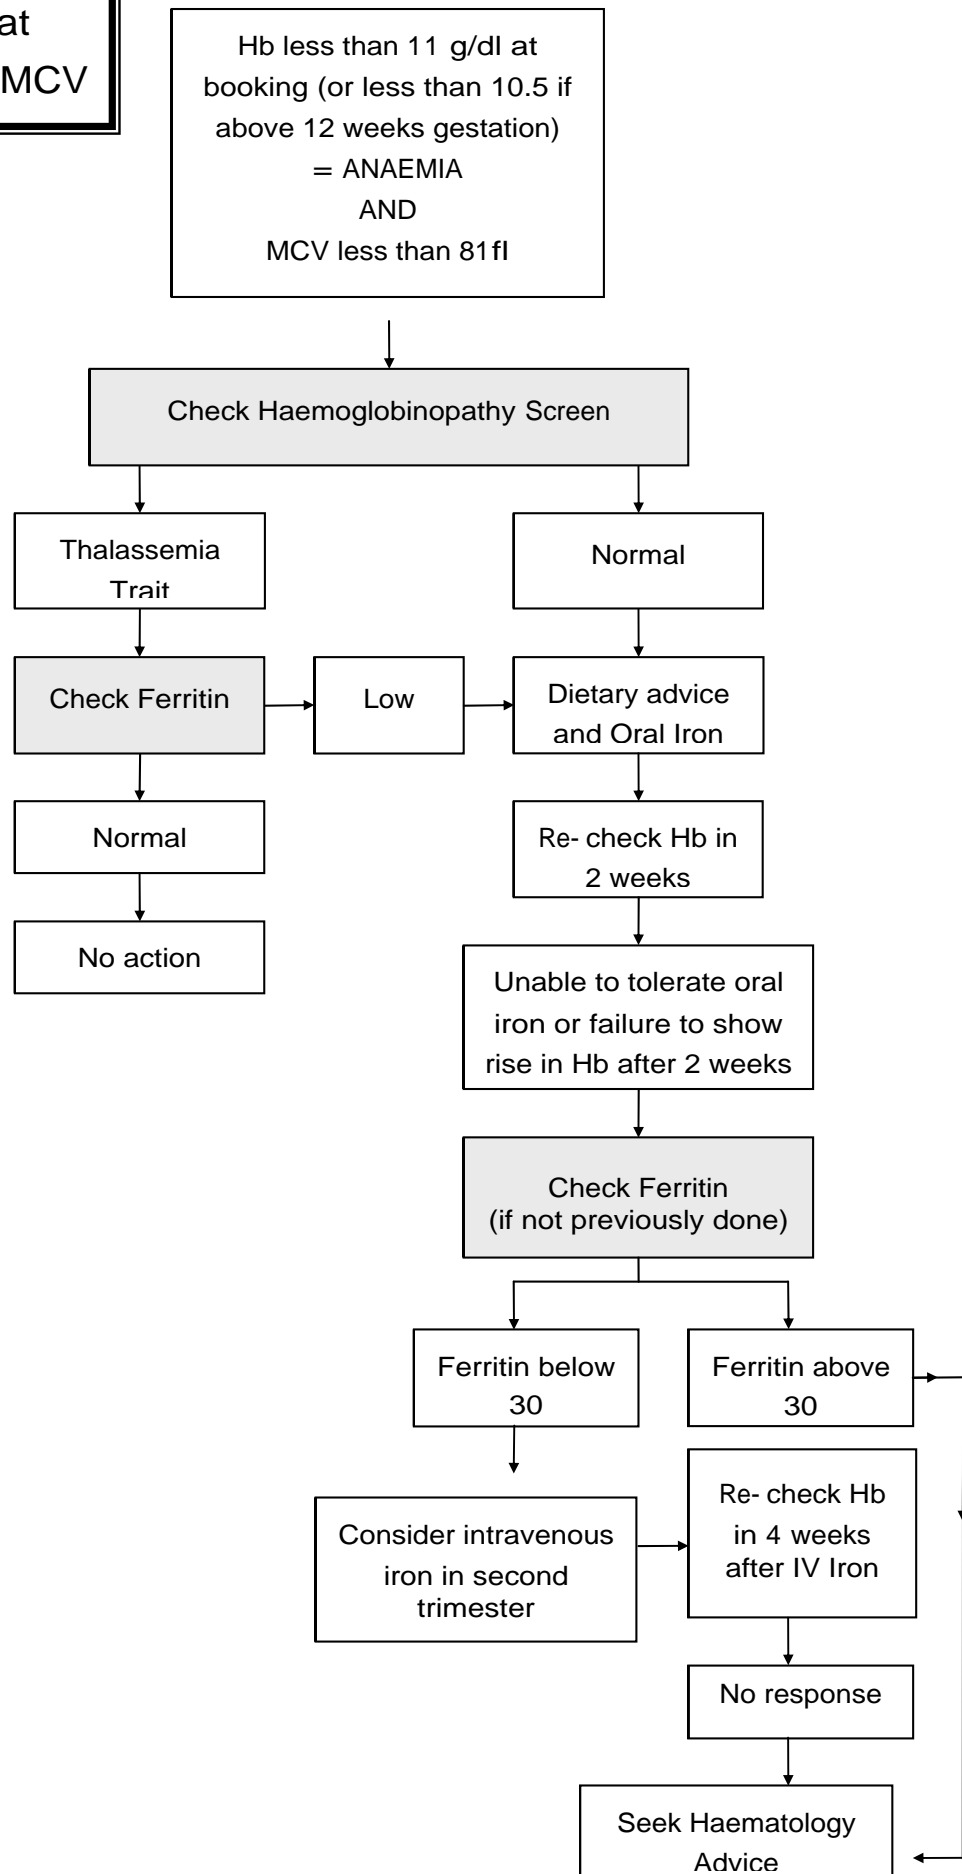 at
MCV
Hb less than 11 g/dl at
booking (or less than 10.5 if
above 12 weeks gestation)
= ANAEMIA
AND
MCV less than 81fl
Check Haemoglobinopathy Screen
Thalassemia
Trait
Normal
Check Ferritin
Low
Dietary advice
and Oral Iron
Normal
Re- check Hb in
2 weeks
No action
Unable to tolerate oral
iron or failure to show
rise in Hb after 2 weeks
Check Ferritin
(if not previously done)
Ferritin below
30
Ferritin above
30
Consider intravenous
iron in second
trimester
Re- check Hb
in 4 weeks
after IV Iron
No response
Seek Haematology
Advice